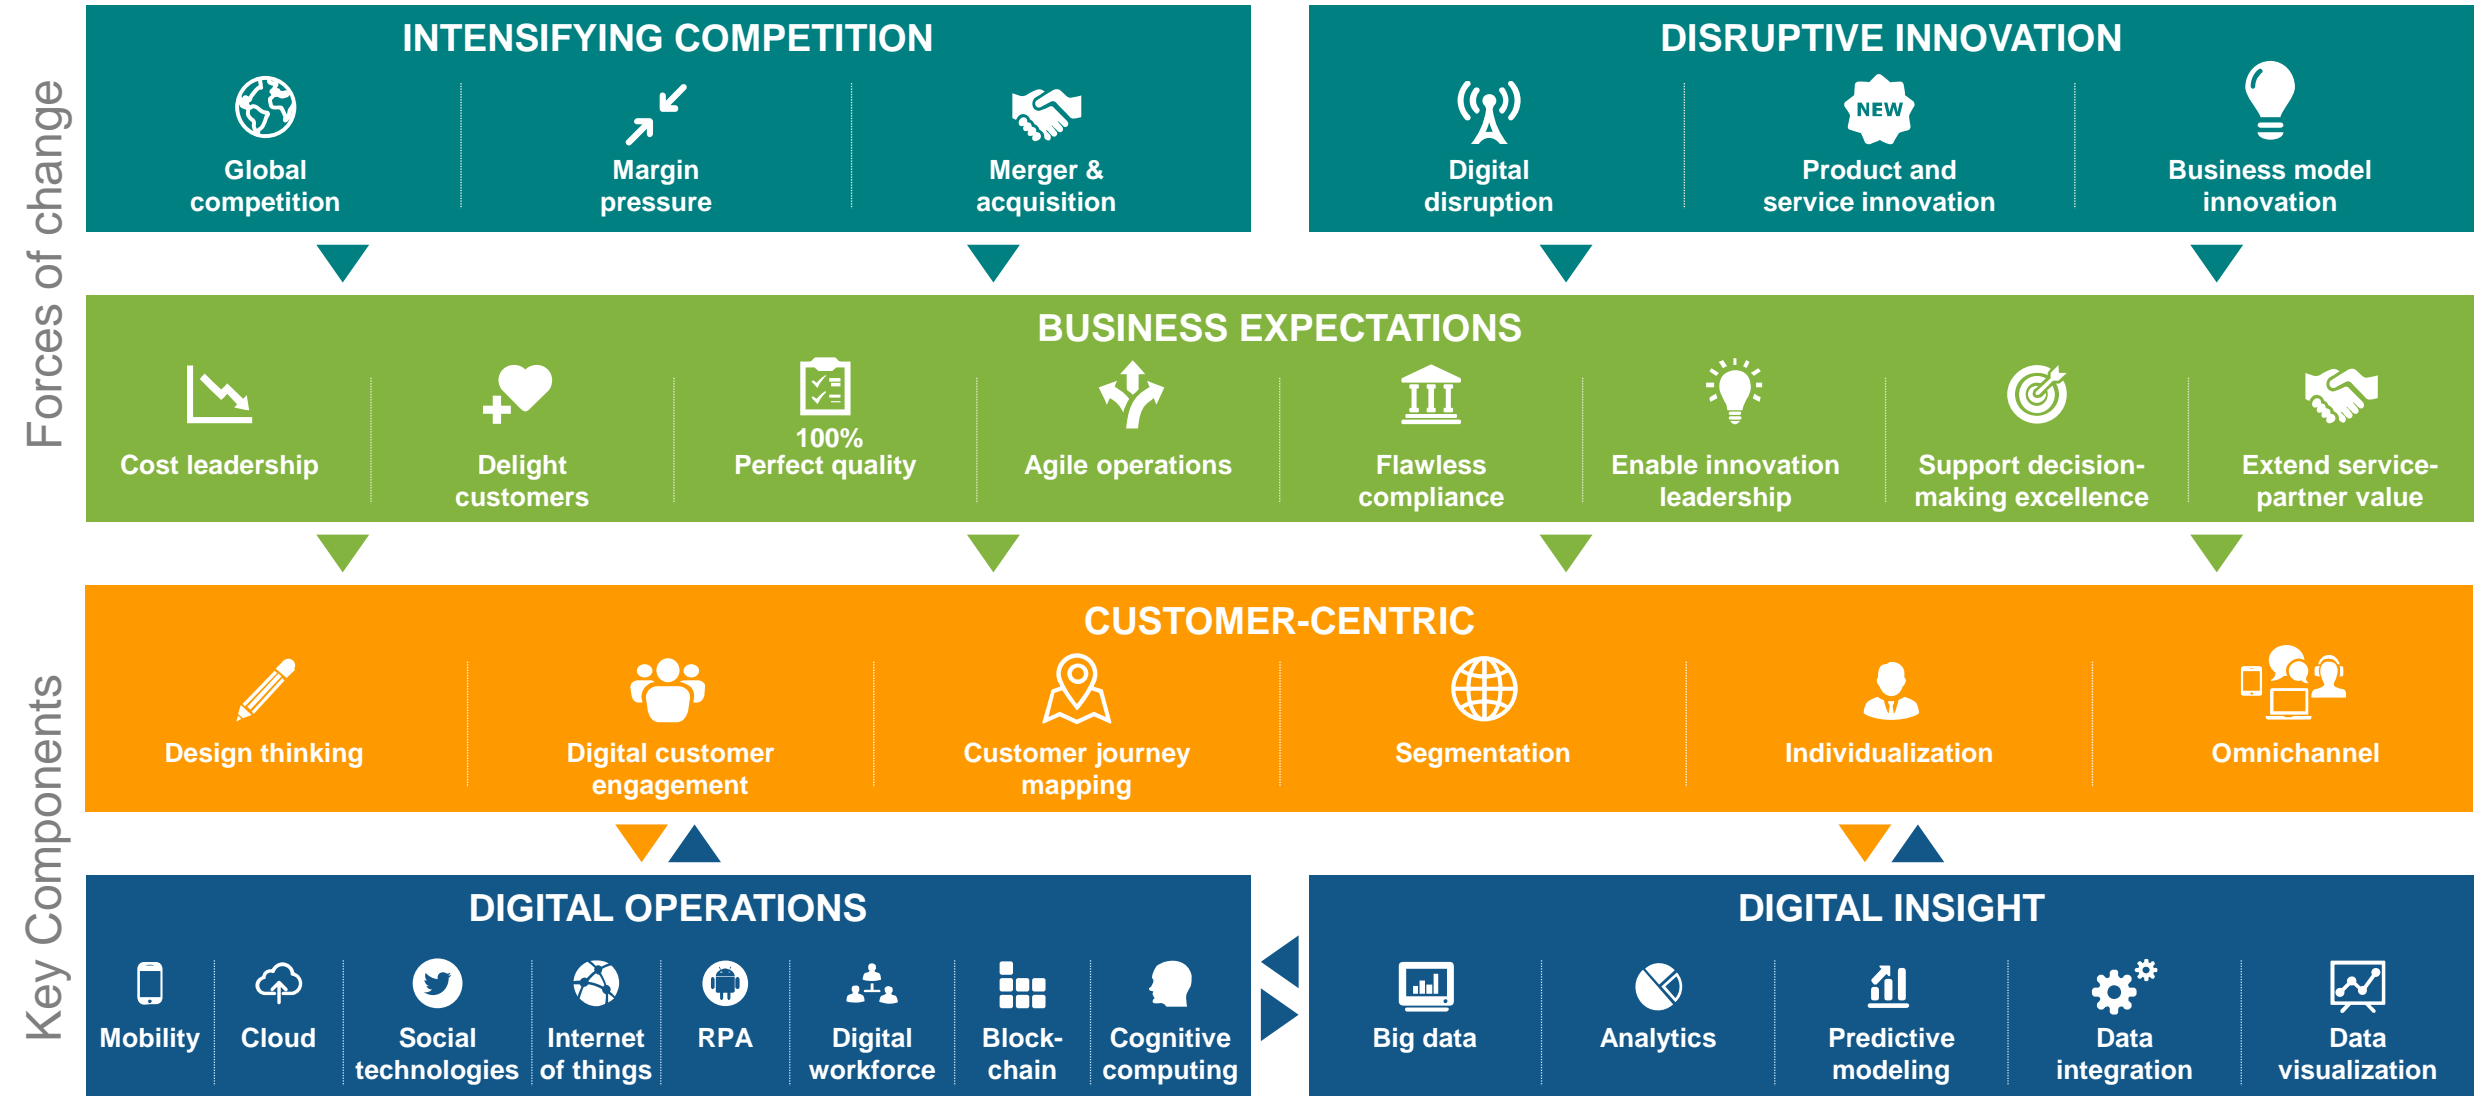 Forces of change
INTENSIFYING COMPETITION
Global
competition
Margin
pressure
Merger &
acquisition
DISRUPTIVE INNOVATION
Digital
disruption
NEW
Product and
service innovation
Business model
innovation
BUSINESS EXPECTATIONS
Cost leadership
Delight
customers
100%
Perfect quality
Agile operations
Flawless
compliance
Enable innovation
leadership
Support decision-
making excellence
Extend service-
partner value
Key Components
CUSTOMER-CENTRIC
Design thinking
Digital customer
engagement
Customer journey
mapping
Segmentation
Individualization
Omnichannel
DIGITAL OPERATIONS
Mobility
Cloud
Social
technologies
Internet
of things
RPA
Digital
workforce
Block-
chain
Cognitive
computing
DIGITAL INSIGHT
Big data
Analytics
Predictive
modeling
Data
integration
Data
visualization